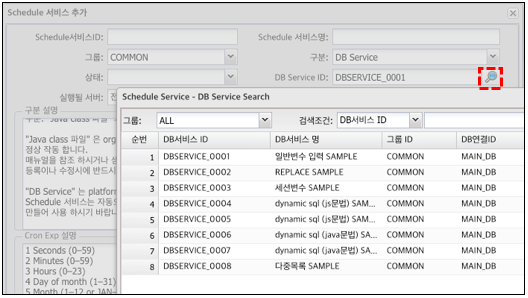 Schedule 서비스 추가
Schedule서비스ID:
Schedule 서비스명:
그룹: COMMON
구분: DB Service
상태:
DB Service ID: DBSERVICE_0001
실행될 서버:
구분 설명
"Java class 파일" 은 org
정상 작동 합니다.
매뉴얼을 참조 하시거나
등록이나 수정시에 반드시
"DB Service" 는 platform
Schedule 서비스는 자동으
만들어 사용 하시기 바랍니
Cron Exp 설명
1 Seconds (0-59)
2 Minutes (0-59)
3 Hours (0-23)
4 Day of month (1-31)
5 Month (1-12 or JAN-
Schedule Service - DB Service Search
그룹: ALL 검색조건: DB서비스 ID
순번 DB서비스 ID DB서비스 명 그룹 ID DB연결ID
1 DBSERVICE_0001 일반변수 입력 SAMPLE COMMON MAIN_DB
2 DBSERVICE_0002 REPLACE SAMPLE COMMON MAIN_DB
3 DBSERVICE_0003 세션변수 SAMPLE COMMON MAIN_DB
4 DBSERVICE_0004 dynamic sql (js문법) SAM... COMMON MAIN_DB
5 DBSERVICE_0005 dynamic sql (js문법) SAM... COMMON MAIN_DB
6 DBSERVICE_0006 dynamic sql (java문법) S... COMMON MAIN_DB
7 DBSERVICE_0007 dynamic sql (java문법) S... COMMON MAIN_DB
8 DBSERVICE_0008 다중목록 SAMPLE COMMON MAIN_DB